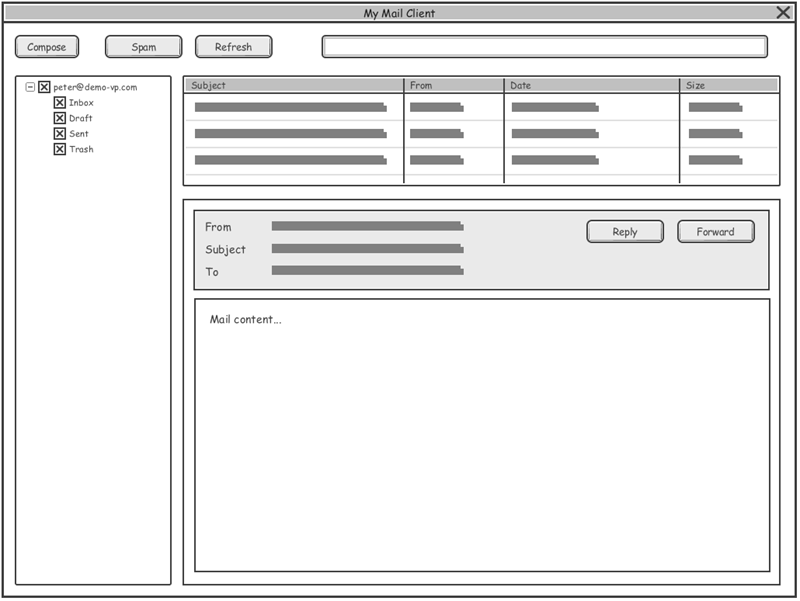 My Mail Client
Compose Spam Refresh
peter@demo-vp.com
Inbox
Draft
Sent
Trash
Subject From Date Size
From
Subject
To
Reply Forward
Mail content...